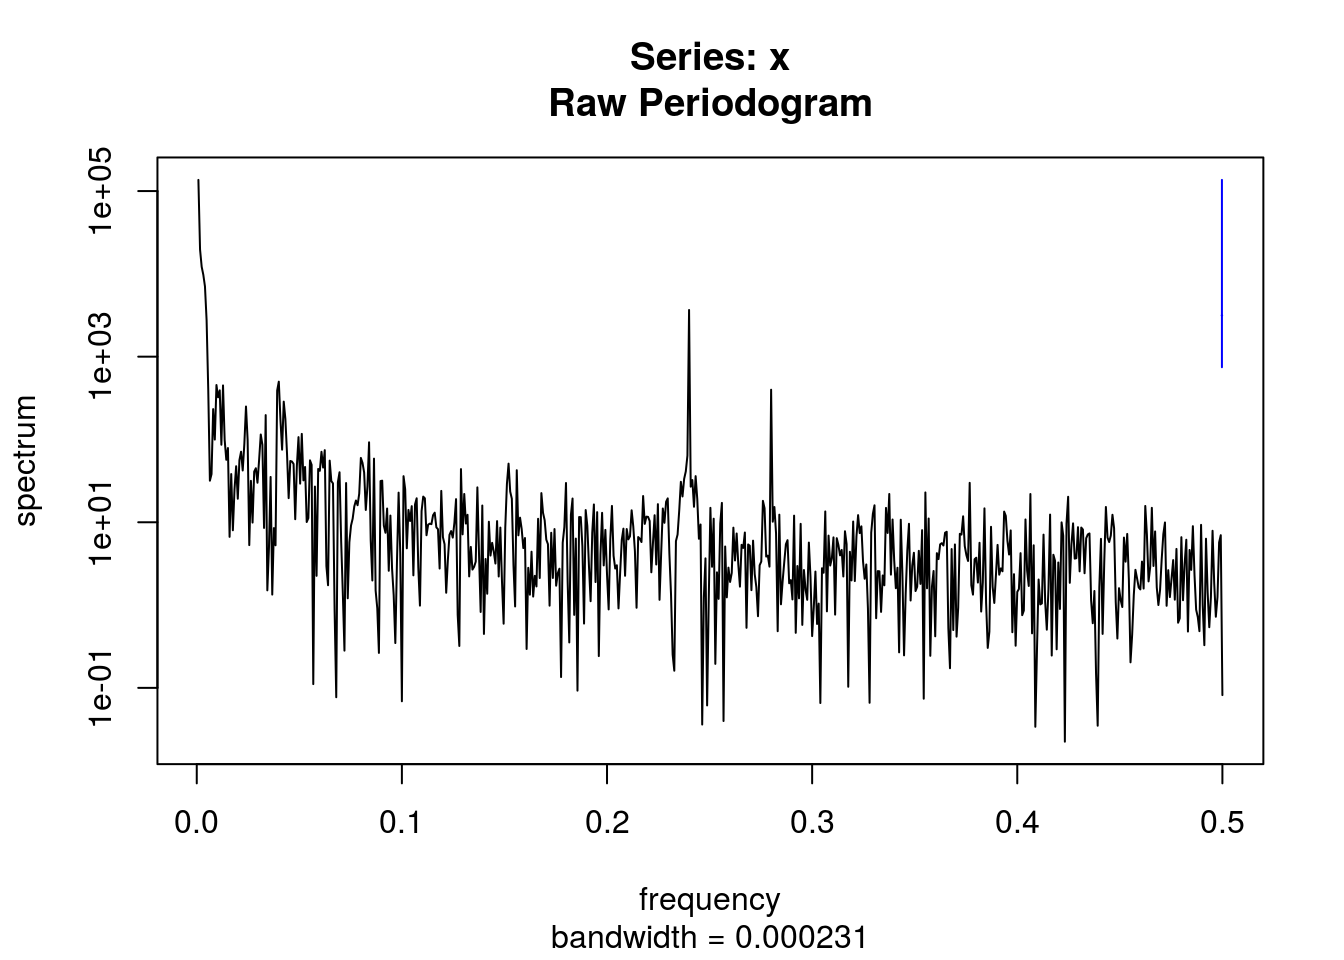 Series: x
Raw Periodogram
1e+05
1e+03
1e+01
1e-01
spectrum
0.0 0.1 0.2 0.3 0.4 0.5
frequency
bandwidth = 0.000231